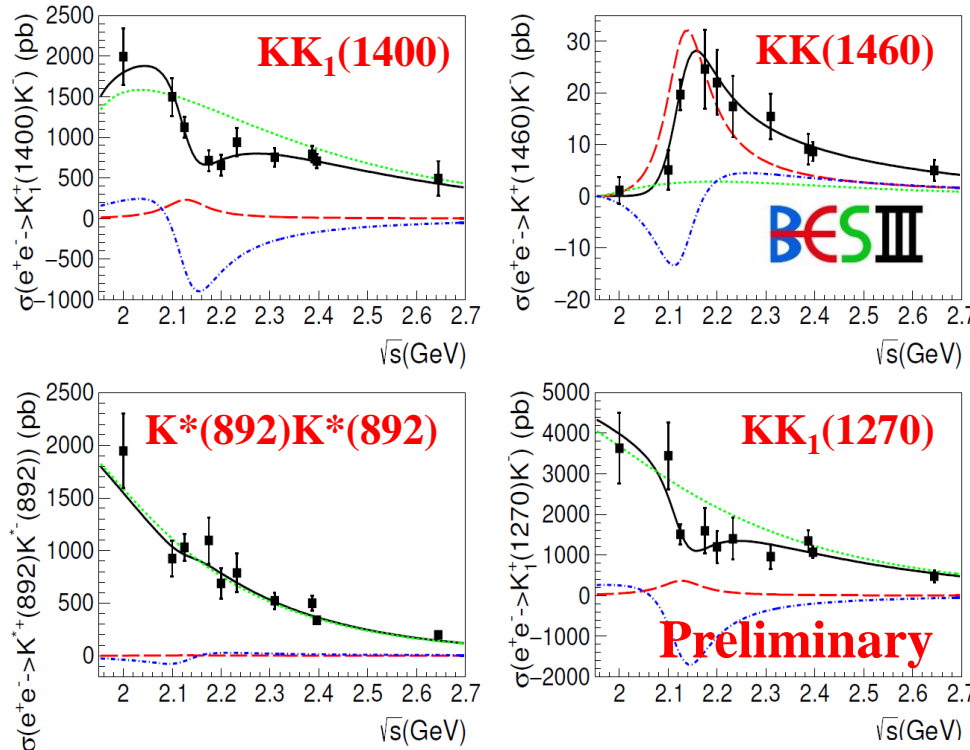 σ(e⁺e⁻->K₁⁺(1400)K⁻) (pb)
KK₁(1400)
2500
2000
1500
1000
500
0
−500
−1000
2 2.1 2.2 2.3 2.4 2.5 2.6 2.7
√s(GeV)
σ(e⁺e⁻->K⁺(1460)K⁻) (pb)
KK(1460)
30
20
10
0
−10
−20
BESIII
2 2.1 2.2 2.3 2.4 2.5 2.6 2.7
√s(GeV)
σ(e⁺e⁻->K*⁺(892)K*⁻(892)) (pb)
K*(892)K*(892)
2500
2000
1500
1000
500
0
2 2.1 2.2 2.3 2.4 2.5 2.6 2.7
√s(GeV)
σ(e⁺e⁻->K₁⁺(1270)K⁻) (pb)
KK₁(1270)
5000
4000
3000
2000
1000
0
−1000
−2000
Preliminary
2 2.1 2.2 2.3 2.4 2.5 2.6 2.7
√s(GeV)